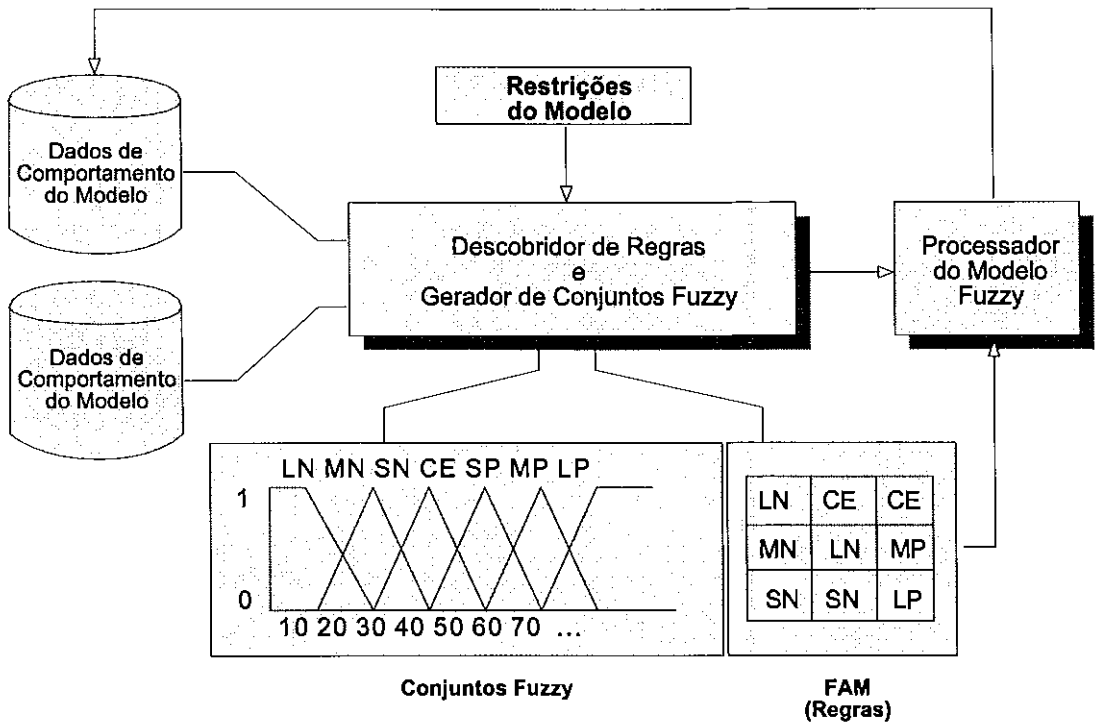 Restrições
do Modelo
Dados de
Comportamento
do Modelo
Descobridor de Regras
e
Gerador de Conjuntos Fuzzy
Processador
do Modelo
Fuzzy
Dados de
Comportamento
do Modelo
LN MN SN CE SP MP LP
1
0
10 20 30 40 50 60 70 ...
LN CE CE
MN LN MP
SN SN LP
Conjuntos Fuzzy
FAM
(Regras)